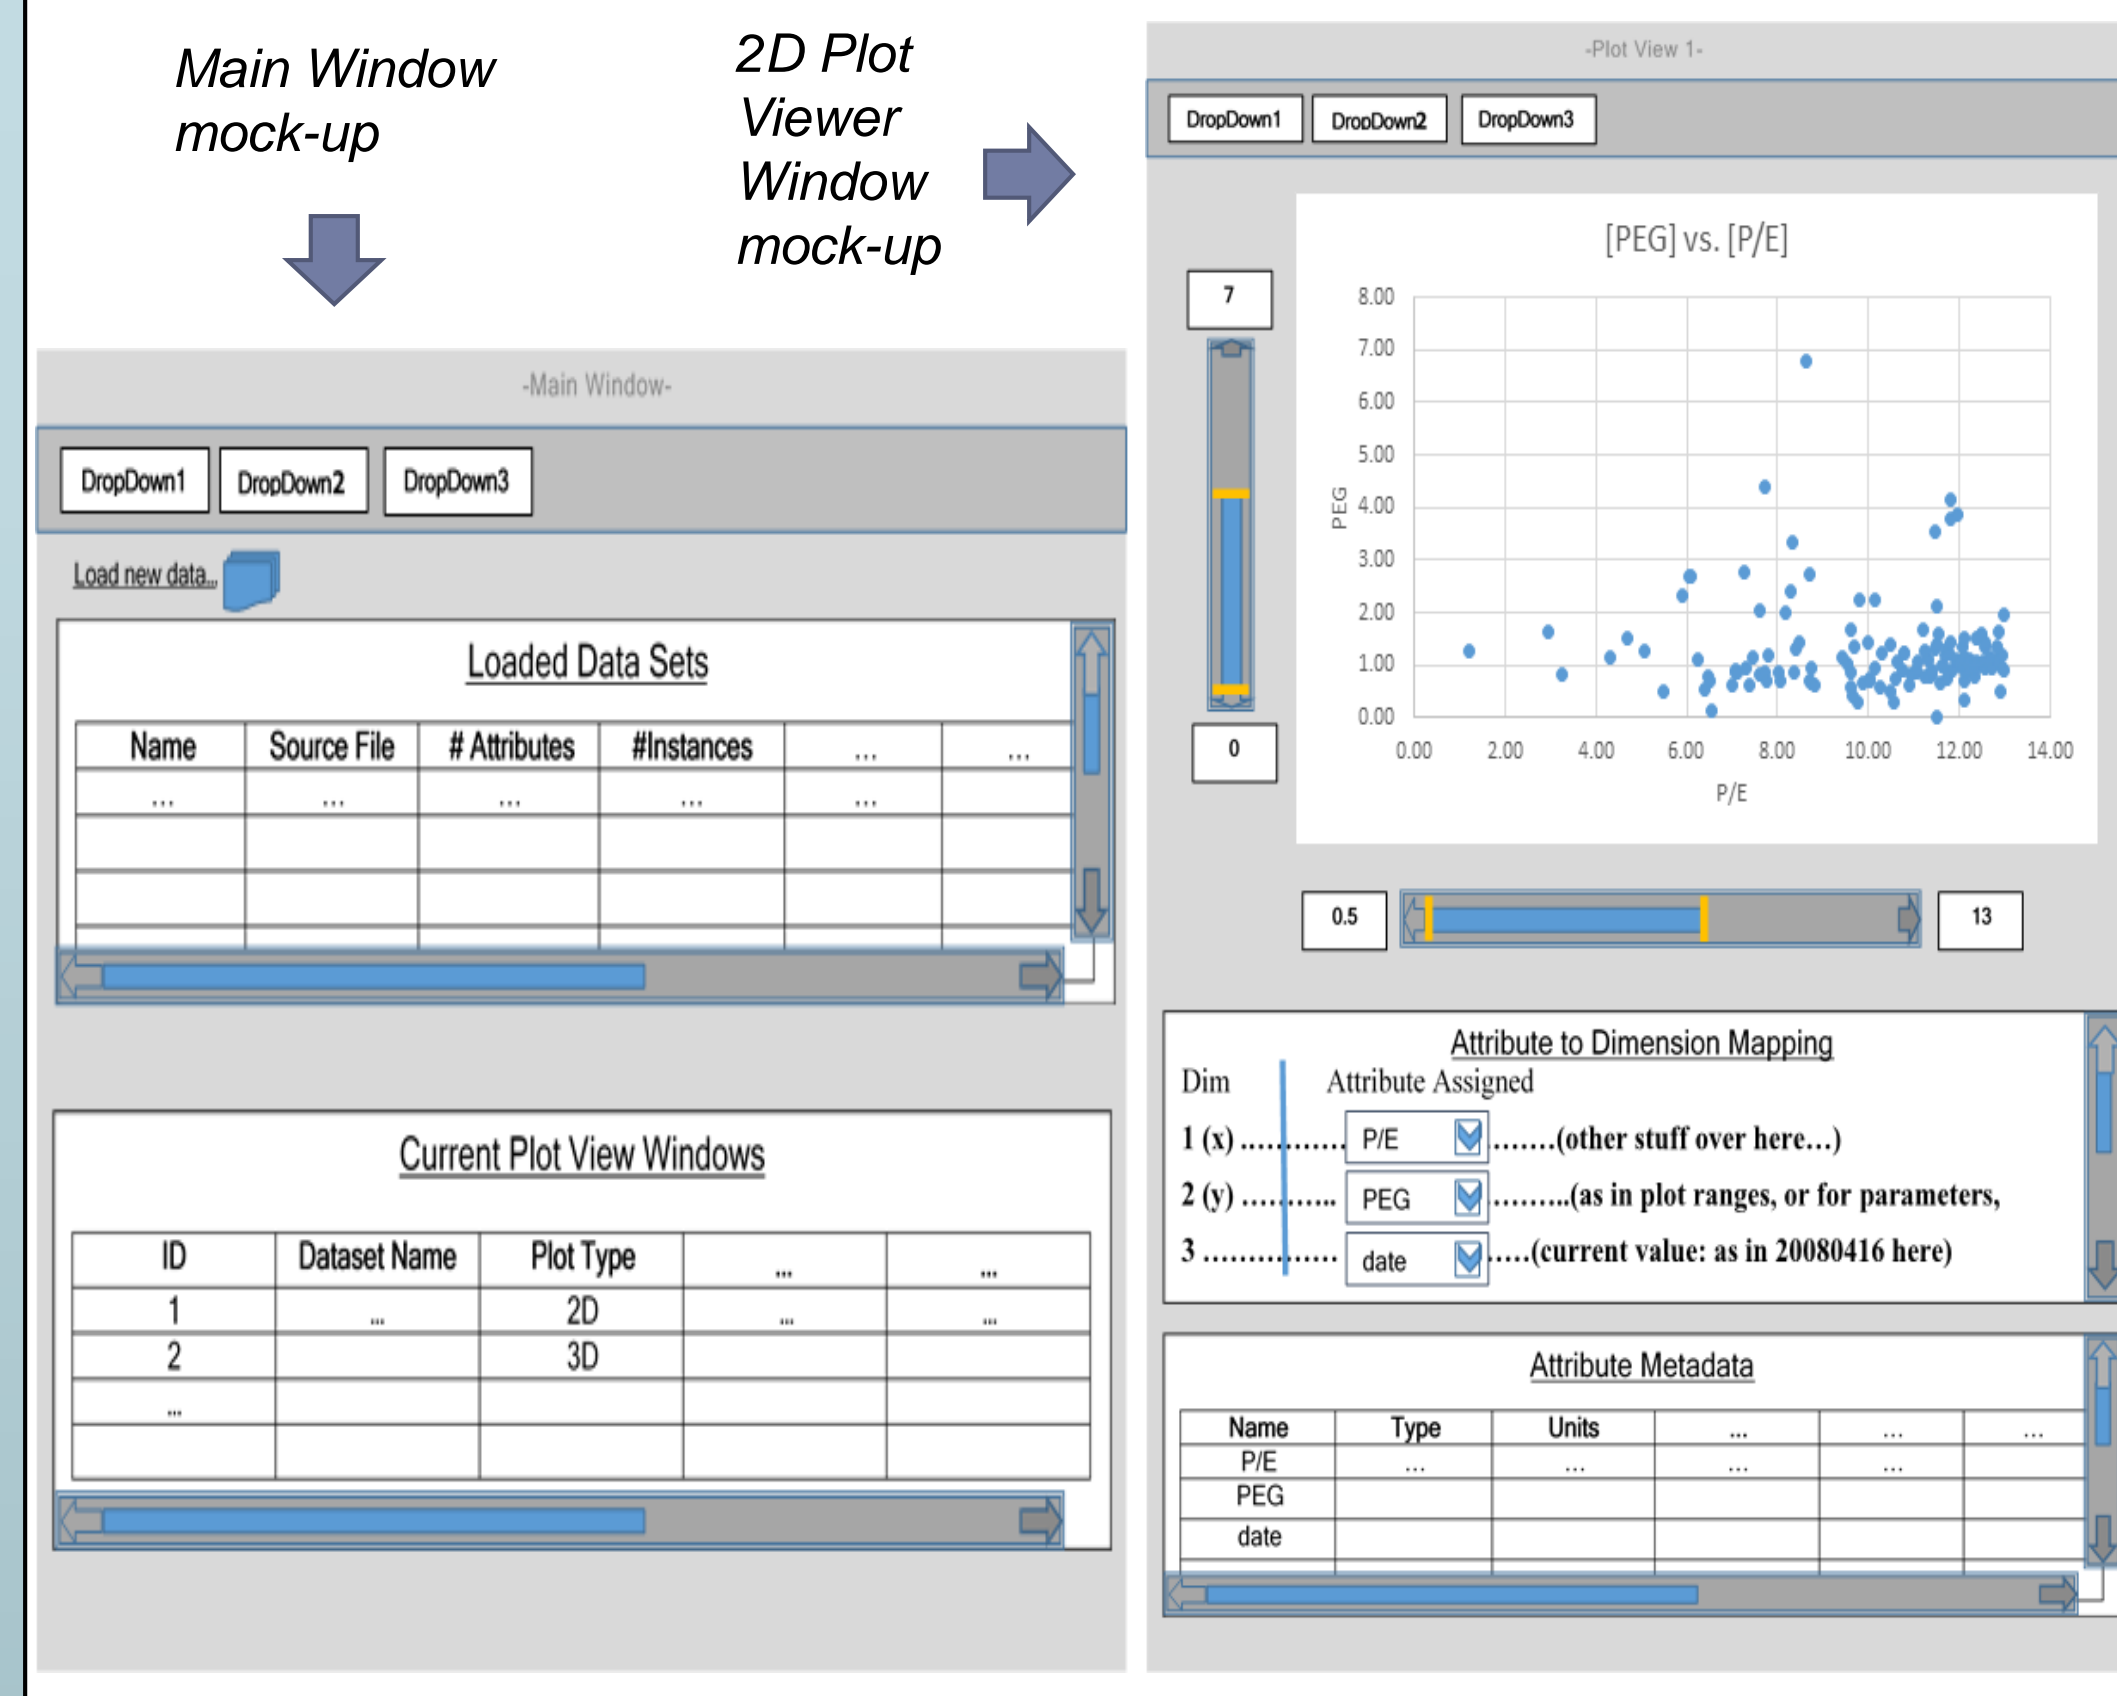 Main Window
mock-up
2D Plot
Viewer
Window
mock-up
-Main Window-
DropDown1 DropDown2 DropDown3
Load new data...
Loaded Data Sets
Name Source File # Attributes #Instances ... ...
... ... ... ... ...
Current Plot View Windows
ID Dataset Name Plot Type ... ...
1 ... 2D ... ...
2 3D
...
-Plot View 1-
DropDown1 DropDown2 DropDown3
[PEG] vs. [P/E]
7
0
PEG
8.00
7.00
6.00
5.00
4.00
3.00
2.00
1.00
0.00
0.00 2.00 4.00 6.00 8.00 10.00 12.00 14.00
P/E
0.5 13
Attribute to Dimension Mapping
Dim Attribute Assigned
1 (x) ............ P/E .......(other stuff over here...)
2 (y) ........... PEG .........(as in plot ranges, or for parameters,
3 ............... date .....(current value: as in 20080416 here)
Attribute Metadata
Name Type Units ... ... ...
P/E ... ... ... ...
PEG
date